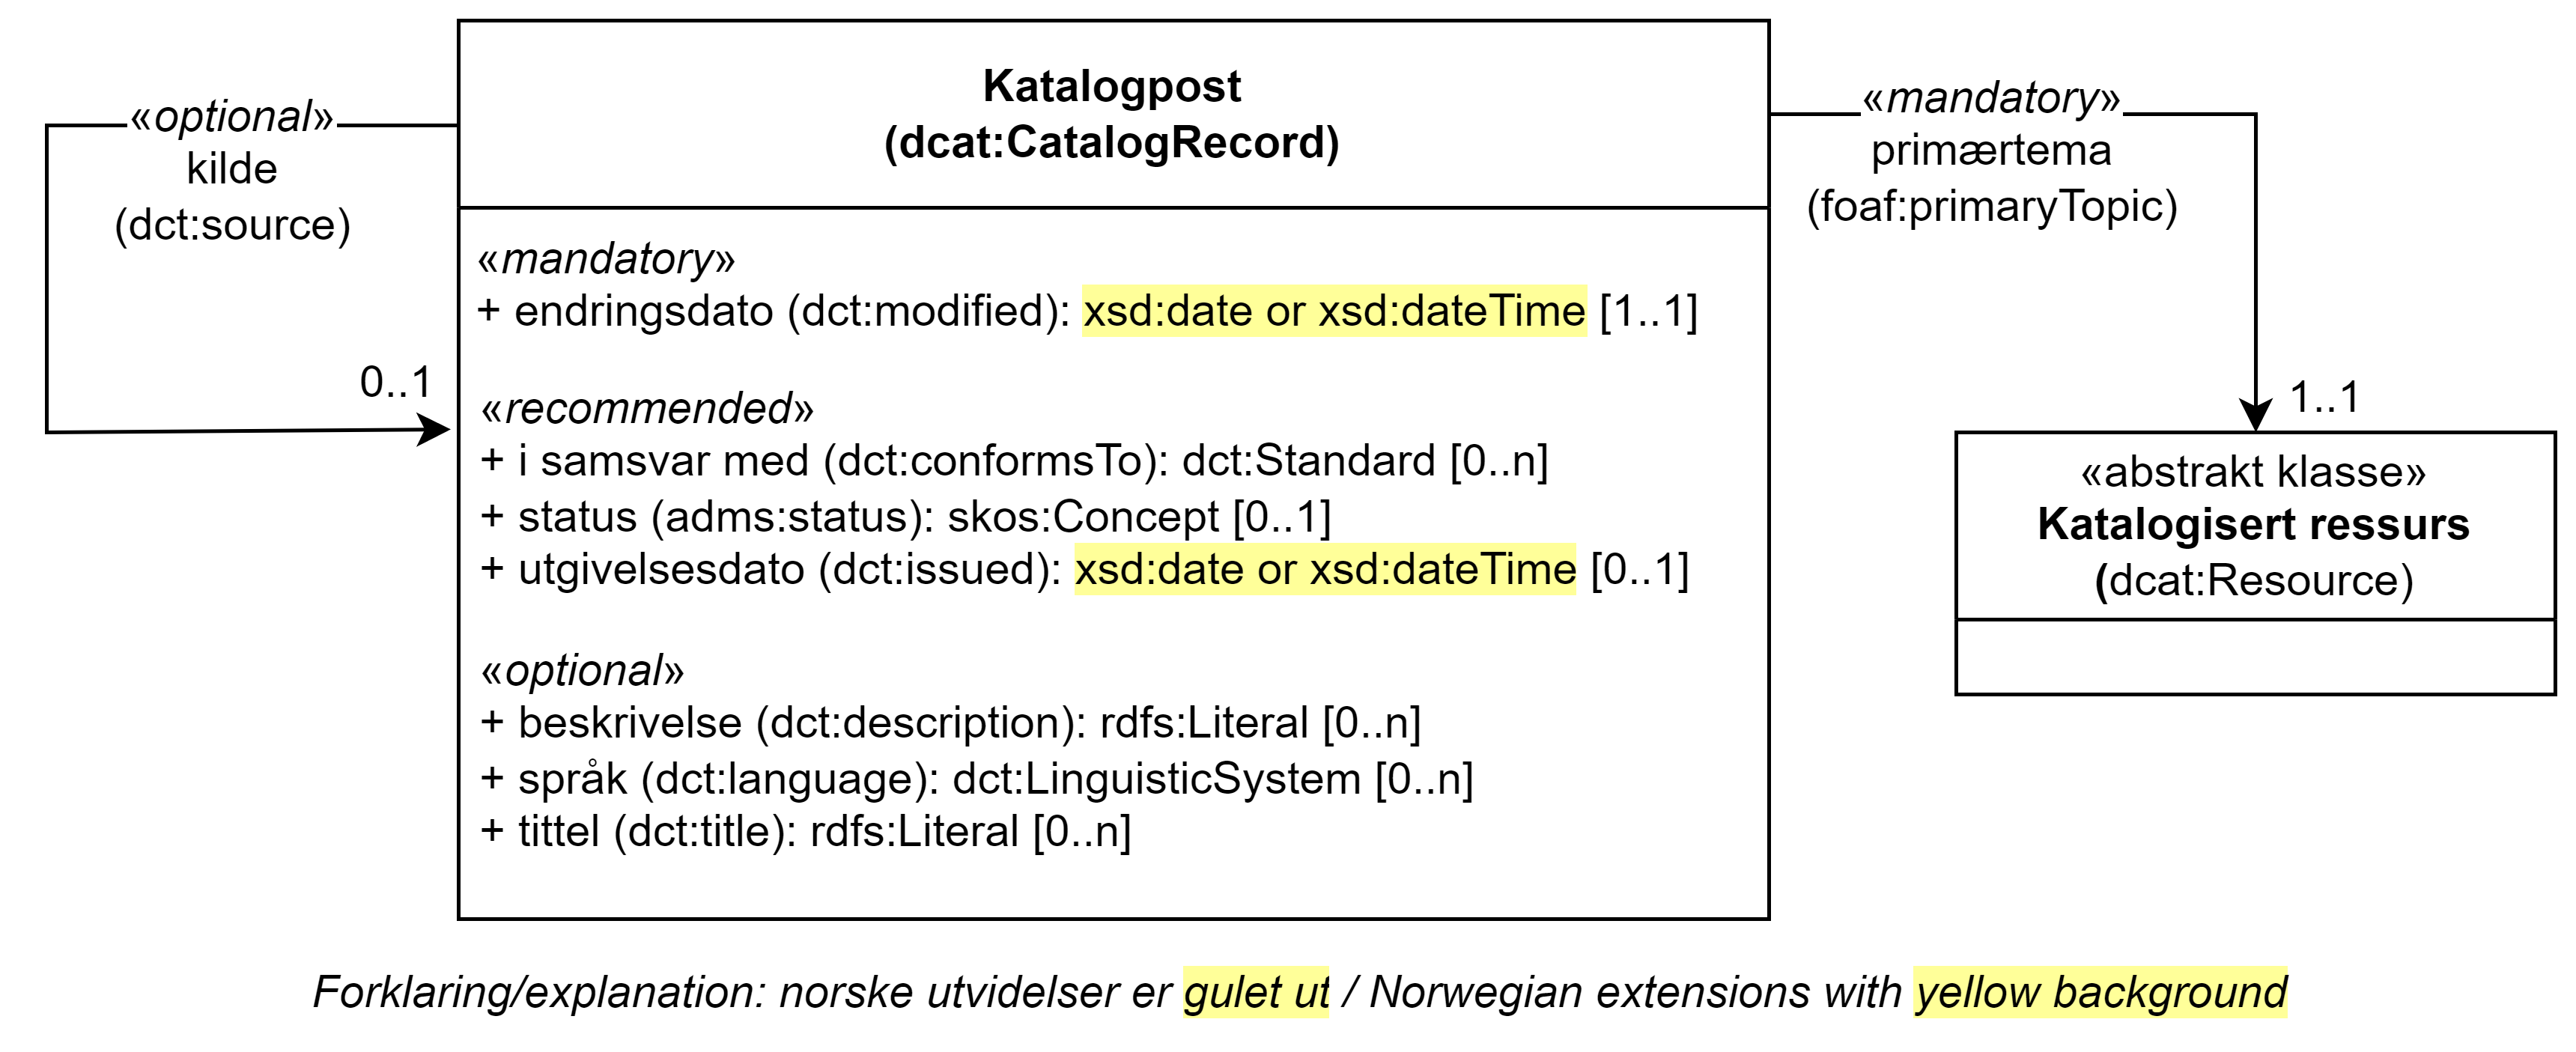 «optional»
kilde
(dct:source)
0..1
Katalogpost
(dcat:CatalogRecord)
«mandatory»
+ endringsdato (dct:modified): xsd:date or xsd:dateTime [1..1]
«recommended»
+ i samsvar med (dct:conformsTo): dct:Standard [0..n]
+ status (adms:status): skos:Concept [0..1]
+ utgivelsesdato (dct:issued): xsd:date or xsd:dateTime [0..1]
«optional»
+ beskrivelse (dct:description): rdfs:Literal [0..n]
+ språk (dct:language): dct:LinguisticSystem [0..n]
+ tittel (dct:title): rdfs:Literal [0..n]
«mandatory»
primærtema
(foaf:primaryTopic)
1..1
«abstrakt klasse»
Katalogisert ressurs
(dcat:Resource)
Forklaring/explanation: norske utvidelser er gulet ut / Norwegian extensions with yellow background